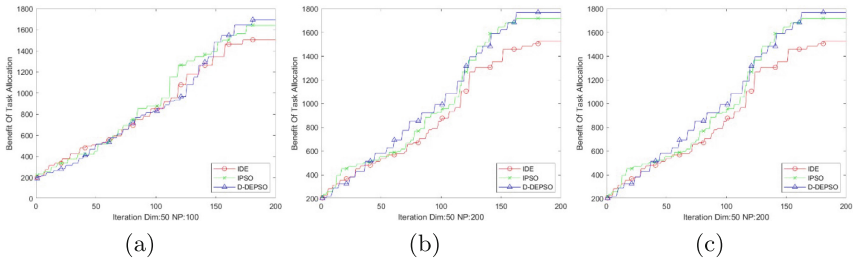 1800
1600
1400
1200
1000
800
600
400
200
0
Benefit Of Task Allocation
0 50 100 150 200
Iteration Dim:50 NP:100
IDE
IPSO
D-DEPSO
(a)
1800
1600
1400
1200
1000
800
600
400
200
Benefit Of Task Allocation
0 50 100 150 200
Iteration Dim:50 NP:200
IDE
IPSO
D-DEPSO
(b)
1800
1600
1400
1200
1000
800
600
400
200
Benefit Of Task Allocation
0 50 100 150 200
Iteration Dim:50 NP:200
IDE
IPSO
D-DEPSO
(c)